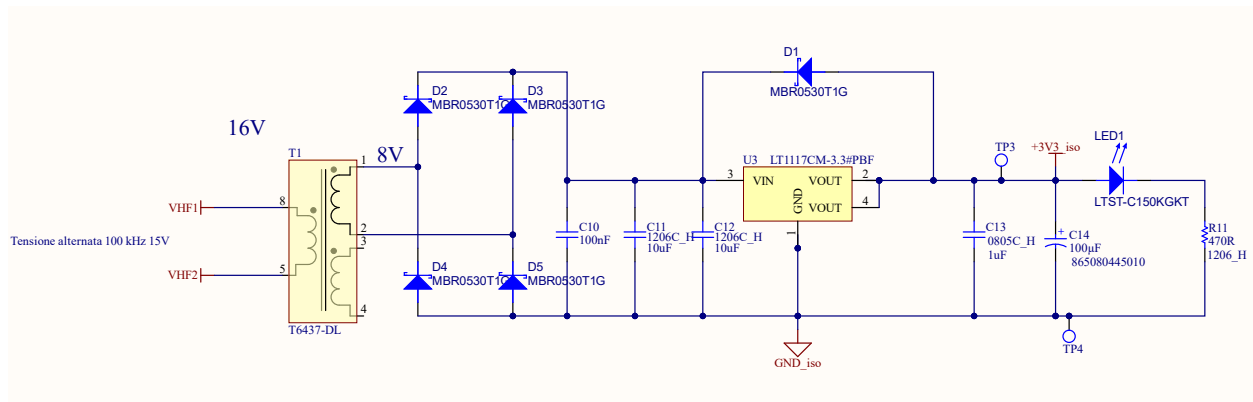 D1
MBR0530T1G
D2
MBR0530T1G
D3
MBR0530T1G
16V
T1
8V
1
U3
LT1117CM-3.3#PBF
3
VIN
VOUT
2
VOUT
4
GND
1
TP3
+3V3_iso
LED1
LTST-C150KGKT
VHF1
8
2
3
Tensione alternata 100 kHz 15V
VHF2
5
4
T6437-DL
C10
100nF
C11
1206C_H
10uF
C12
1206C_H
10uF
C13
0805C_H
1uF
+
C14
100µF
865080445010
R11
470R
1206_H
D4
MBR0530T1G
D5
MBR0530T1G
GND_iso
TP4